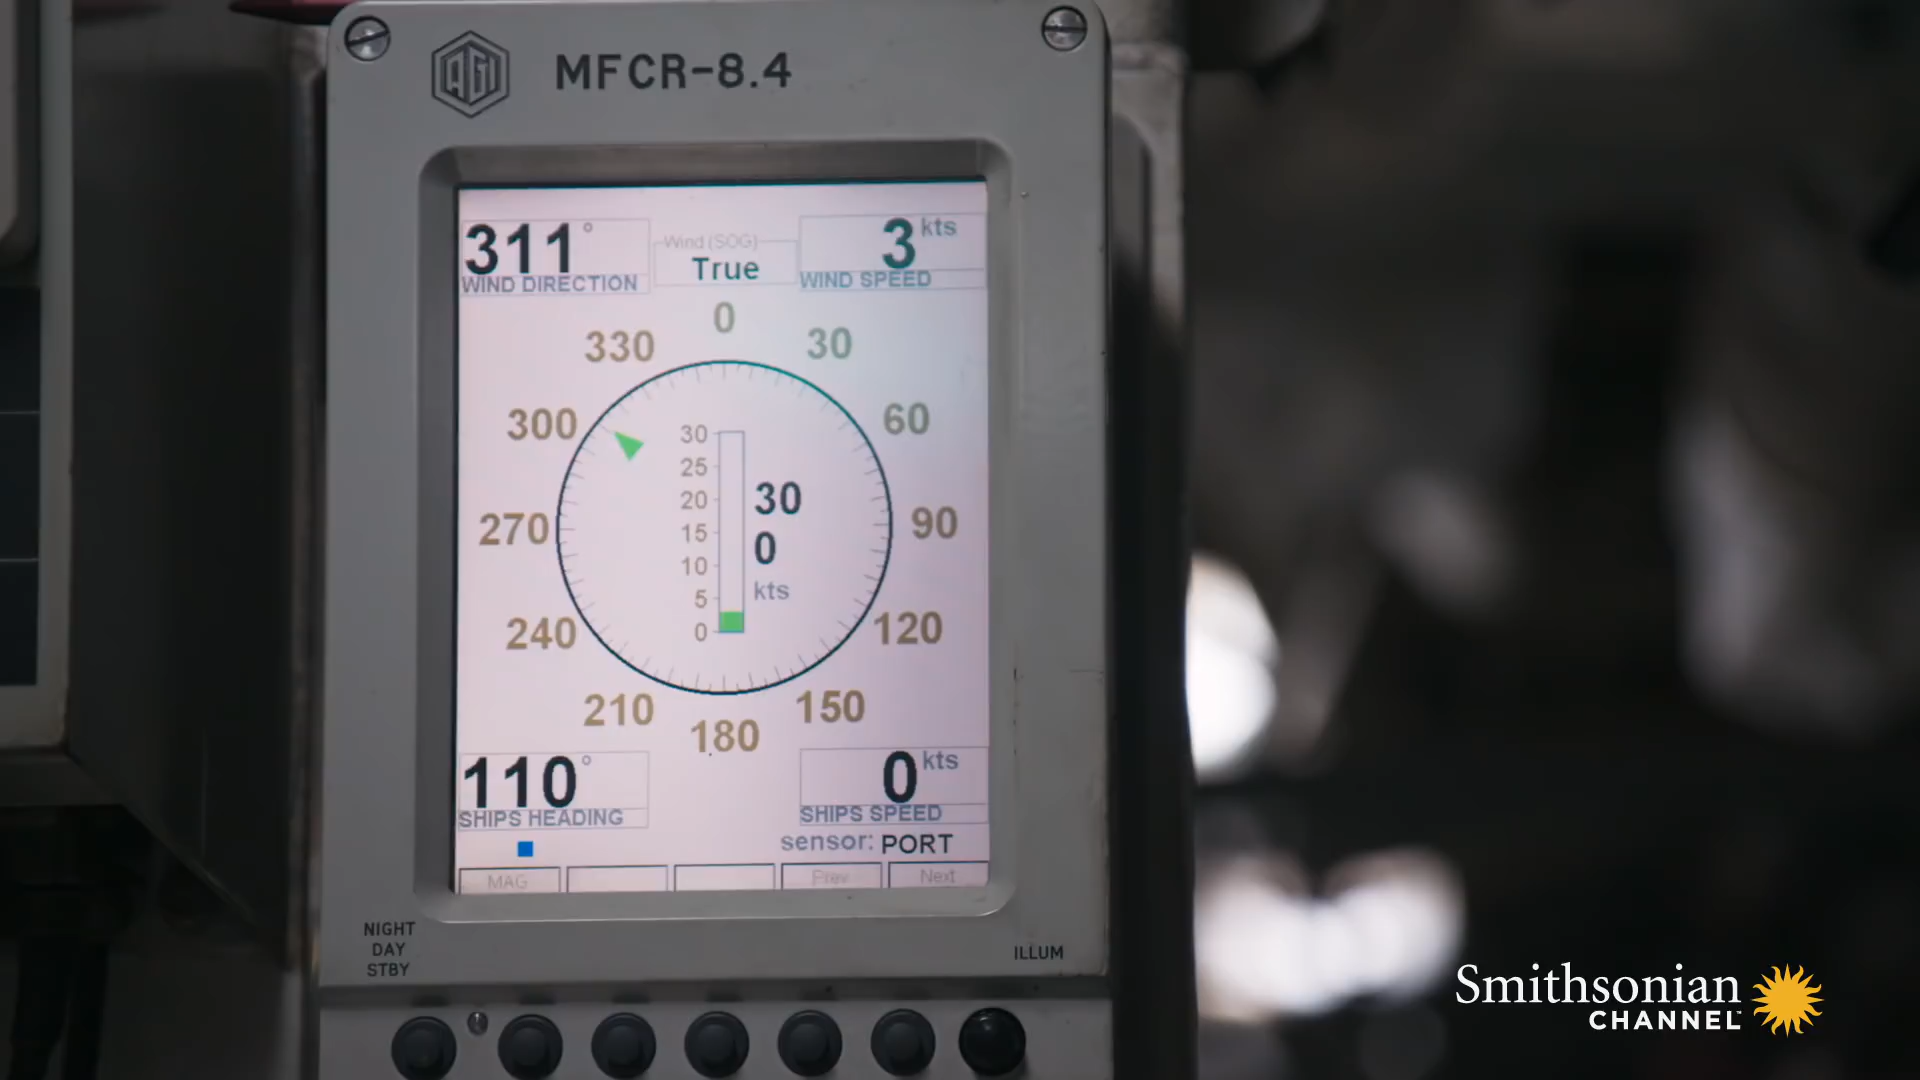 AGI MFCR-8.4
311°
WIND DIRECTION
Wind (SOG)
True
3 kts
WIND SPEED
0
330
30
300
60
270
90
240
120
210
150
180
30
25
20
15
10
5
0
30
0
kts
110°
SHIPS HEADING
0 kts
SHIPS SPEED
sensor: PORT
MAG Prev Next
NIGHT
DAY
STBY
ILLUM
Smithsonian
CHANNEL